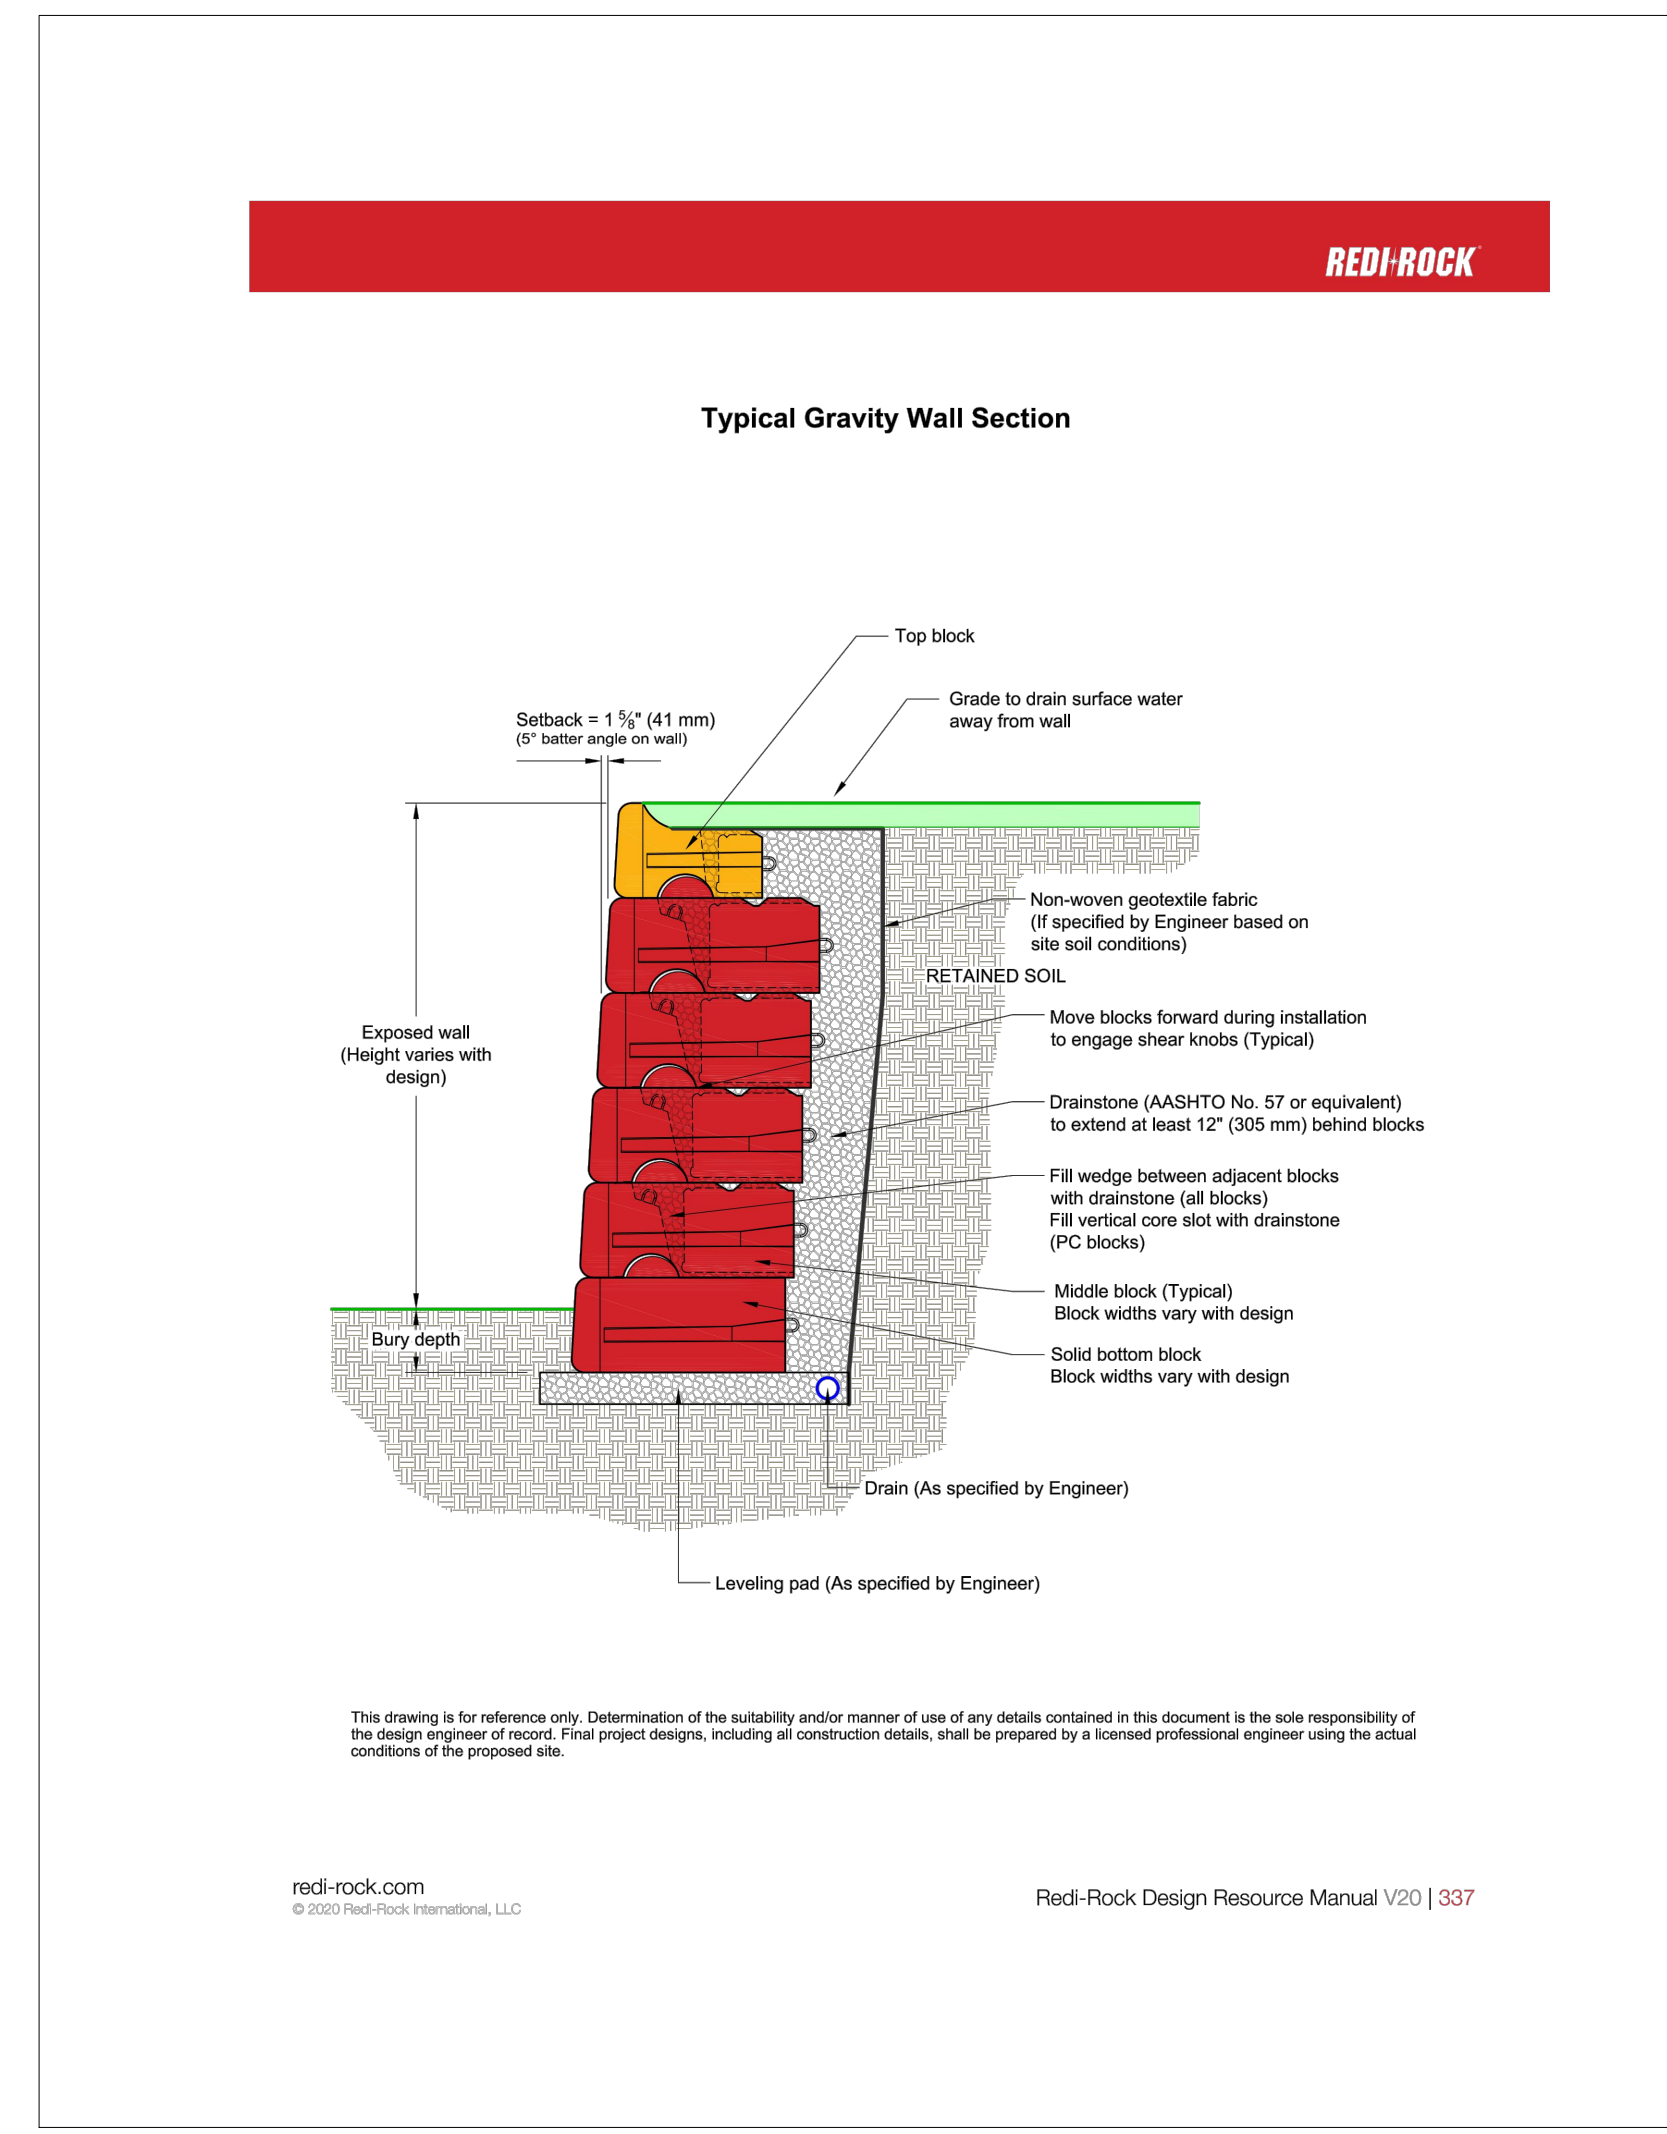 REDI-ROCK
Typical Gravity Wall Section
Top block
Grade to drain surface water
away from wall
Setback = 1 5⁄8" (41 mm)
(5° batter angle on wall)
Non-woven geotextile fabric
(If specified by Engineer based on
site soil conditions)
RETAINED SOIL
Move blocks forward during installation
to engage shear knobs (Typical)
Exposed wall
(Height varies with
design)
Drainstone (AASHTO No. 57 or equivalent)
to extend at least 12" (305 mm) behind blocks
Fill wedge between adjacent blocks
with drainstone (all blocks)
Fill vertical core slot with drainstone
(PC blocks)
Middle block (Typical)
Block widths vary with design
Bury depth
Solid bottom block
Block widths vary with design
Drain (As specified by Engineer)
Leveling pad (As specified by Engineer)
This drawing is for reference only. Determination of the suitability and/or manner of use of any details contained in this document is the sole responsibility of
the design engineer of record. Final project designs, including all construction details, shall be prepared by a licensed professional engineer using the actual
conditions of the proposed site.
redi-rock.com
© 2020 Redi-Rock International, LLC
Redi-Rock Design Resource Manual V20 | 337